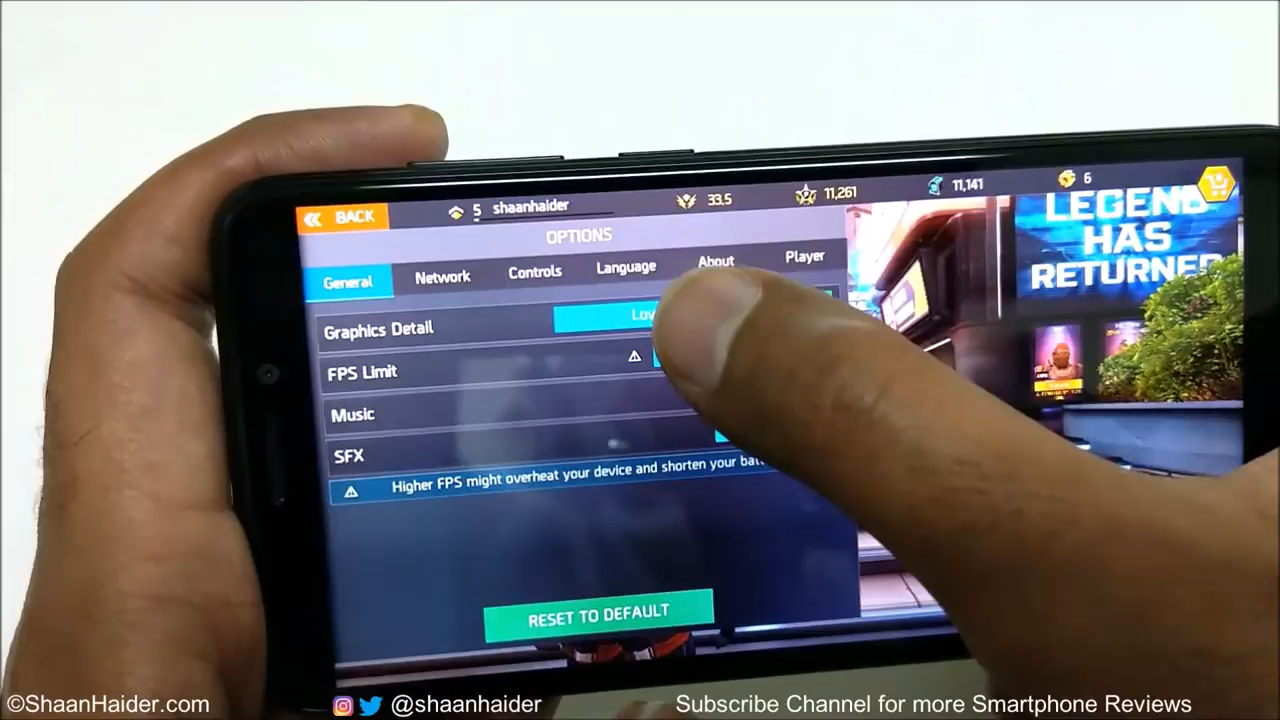 BACK
5 shaanhaider
33.5
11,261
11,141
6
OPTIONS
General
Network
Controls
Language
About
Player
Graphics Detail
FPS Limit
Music
SFX
Higher FPS might overheat your device and shorten your
RESET TO DEFAULT
LEGEND
HAS
RETURNED
©ShaanHaider.com
@shaanhaider
Subscribe Channel for more Smartphone Reviews